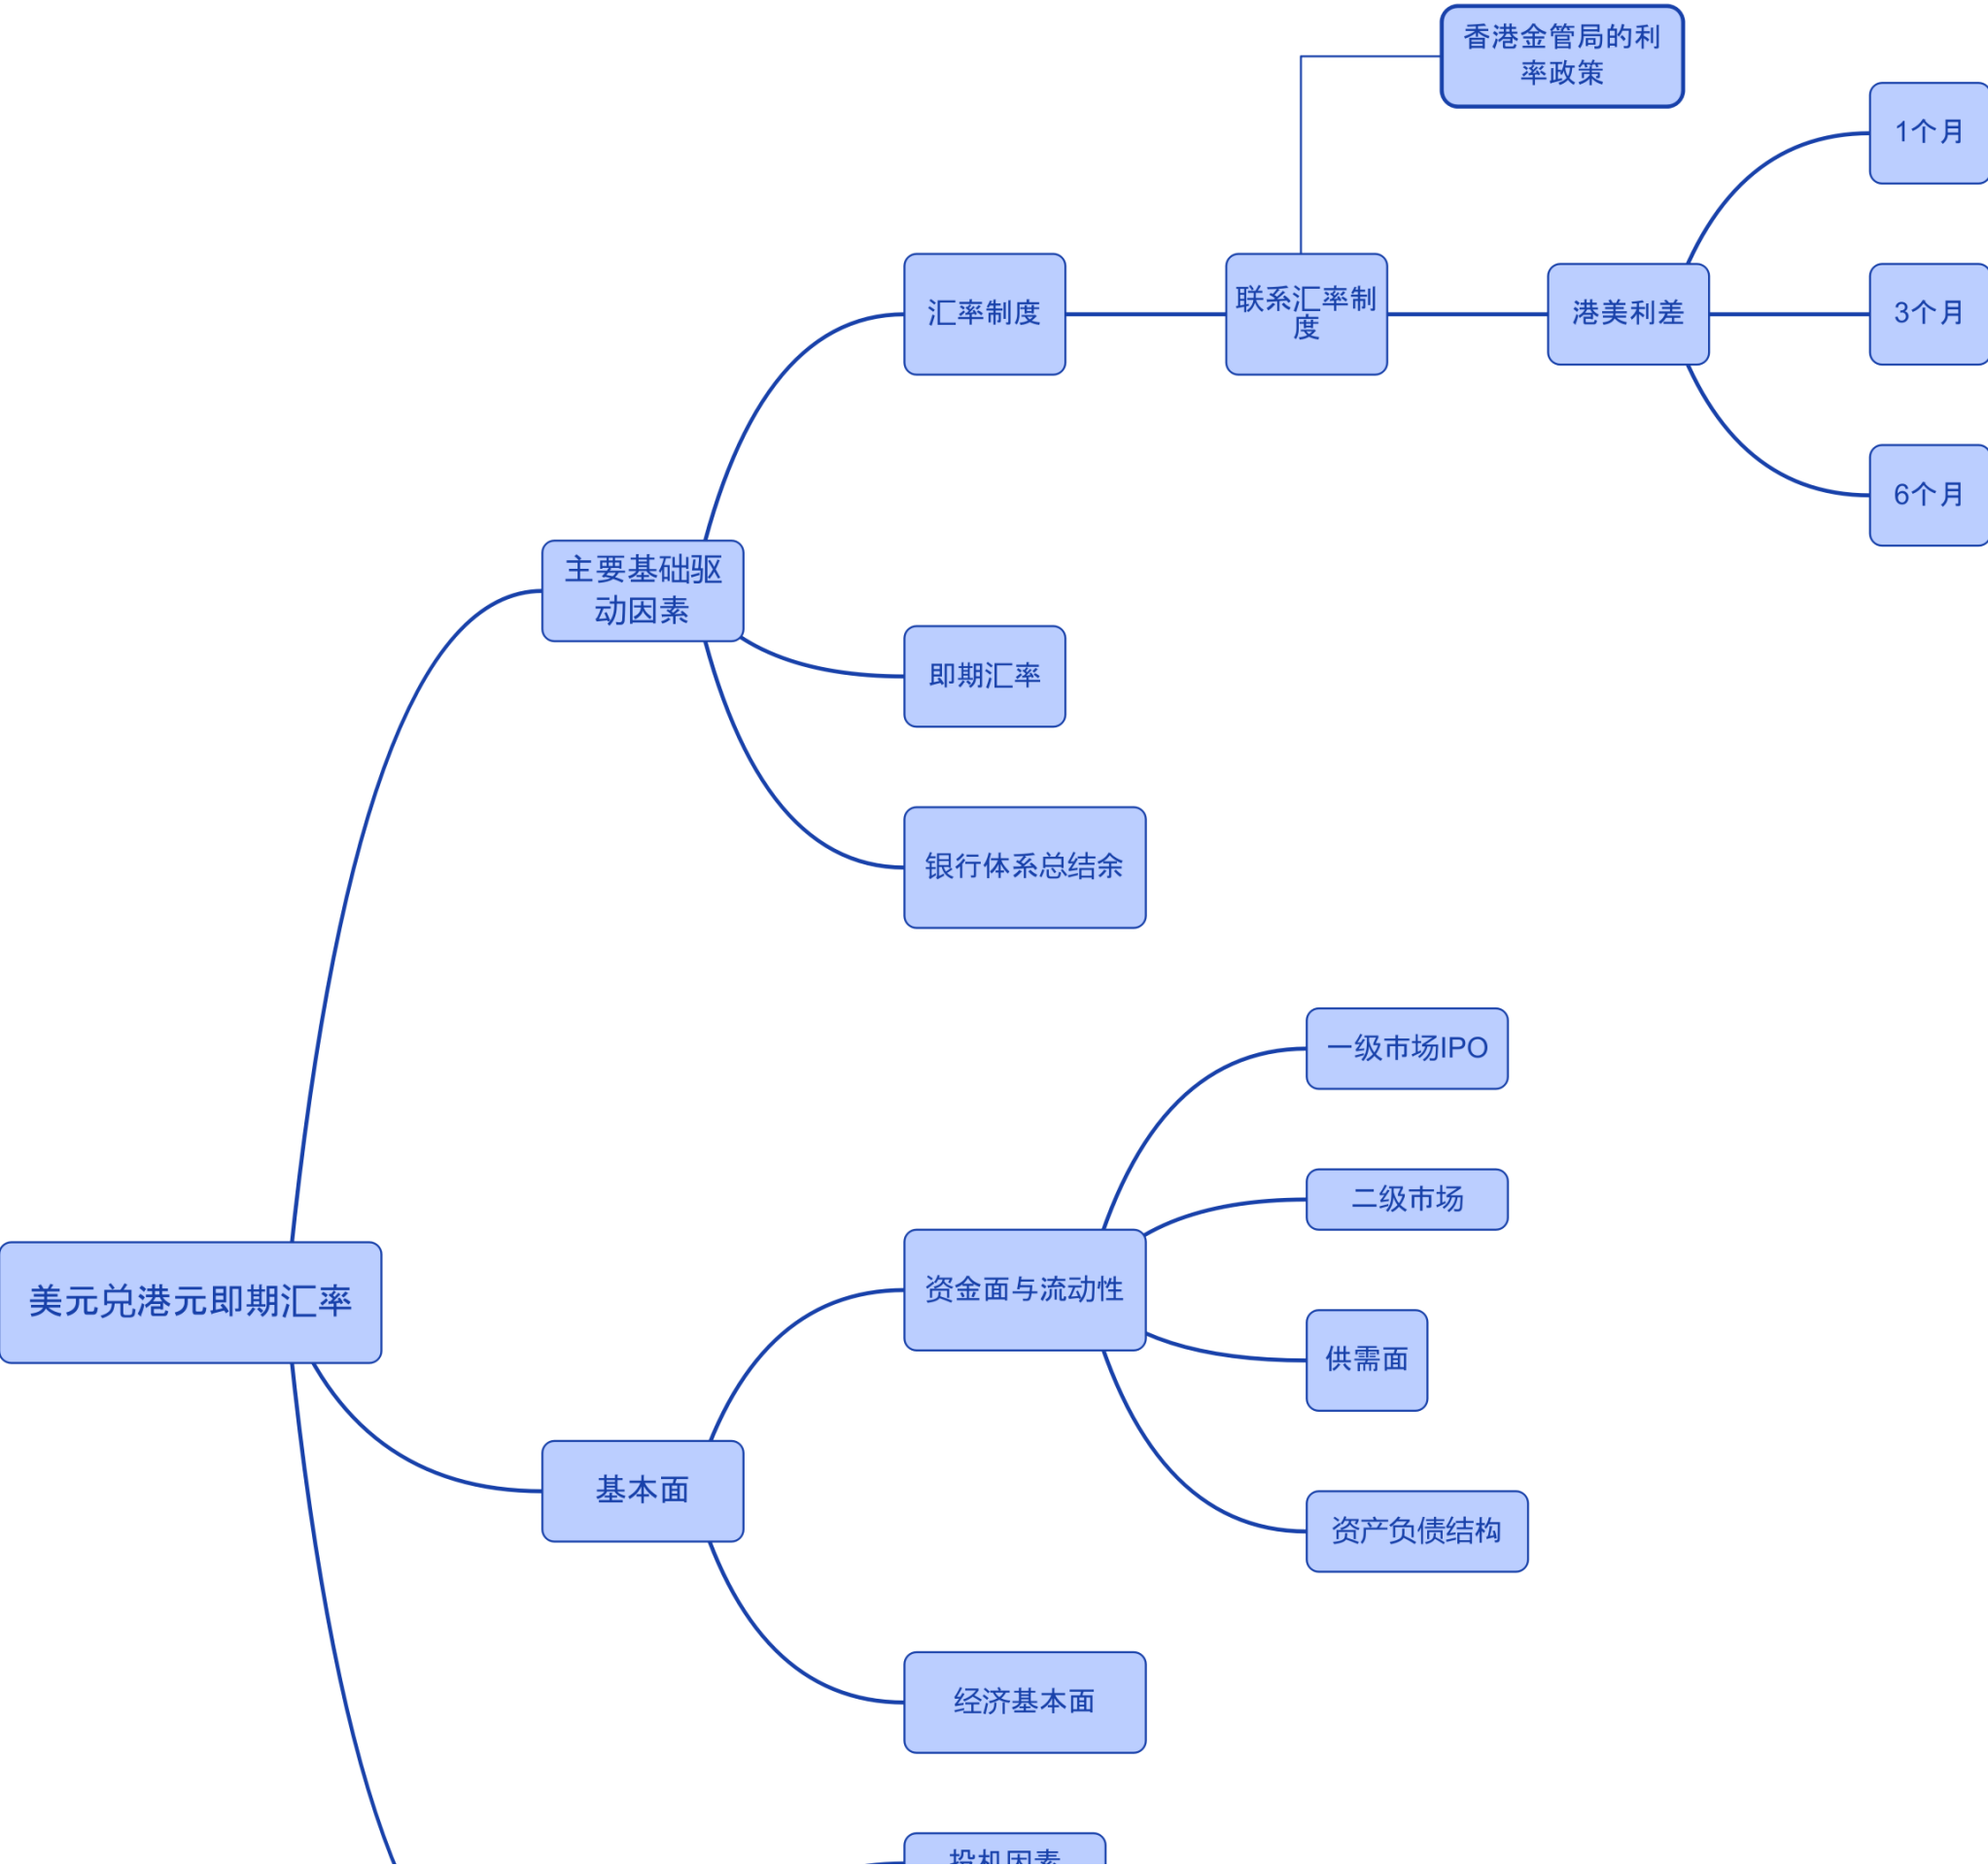 香港金管局的利
率政策
1个月
汇率制度
联系汇率制
度
港美利差
3个月
6个月
主要基础驱
动因素
即期汇率
银行体系总结余
一级市场IPO
二级市场
资金面与流动性
美元兑港元即期汇率
供需面
基本面
资产负债结构
经济基本面
投机因素